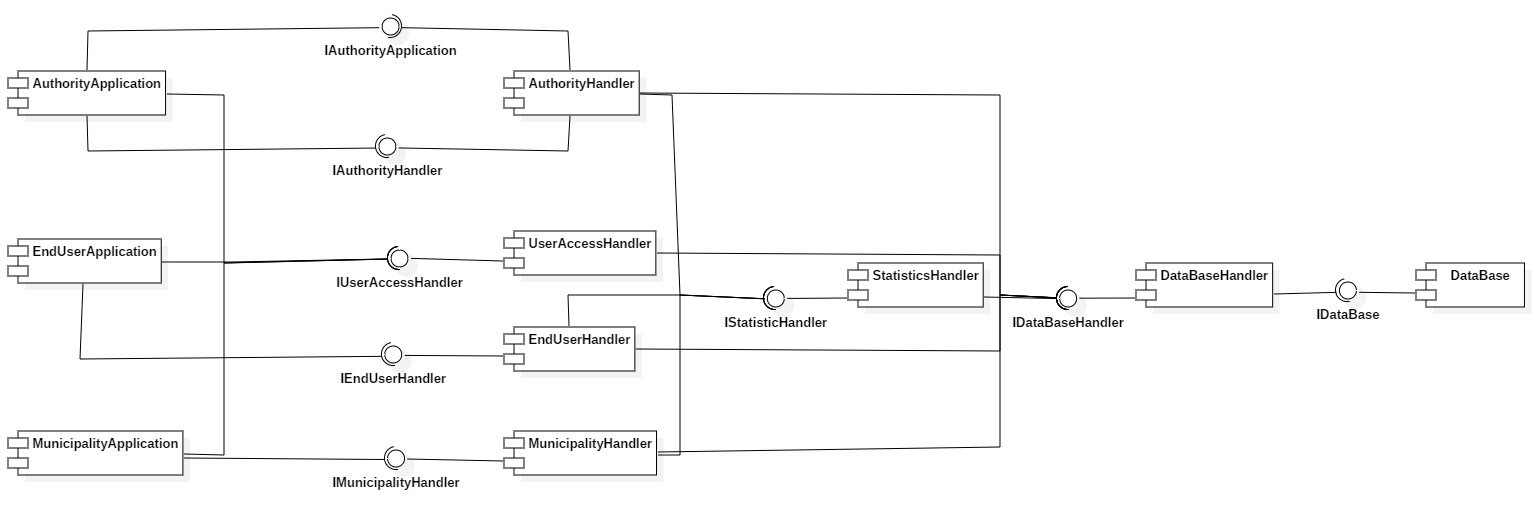 IAuthorityApplication
AuthorityApplication
AuthorityHandler
IAuthorityHandler
EndUserApplication
UserAccessHandler
IUserAccessHandler
StatisticsHandler
DataBaseHandler
DataBase
IStatisticHandler
IDataBaseHandler
IDataBase
EndUserHandler
IEndUserHandler
MunicipalityApplication
MunicipalityHandler
IMunicipalityHandler